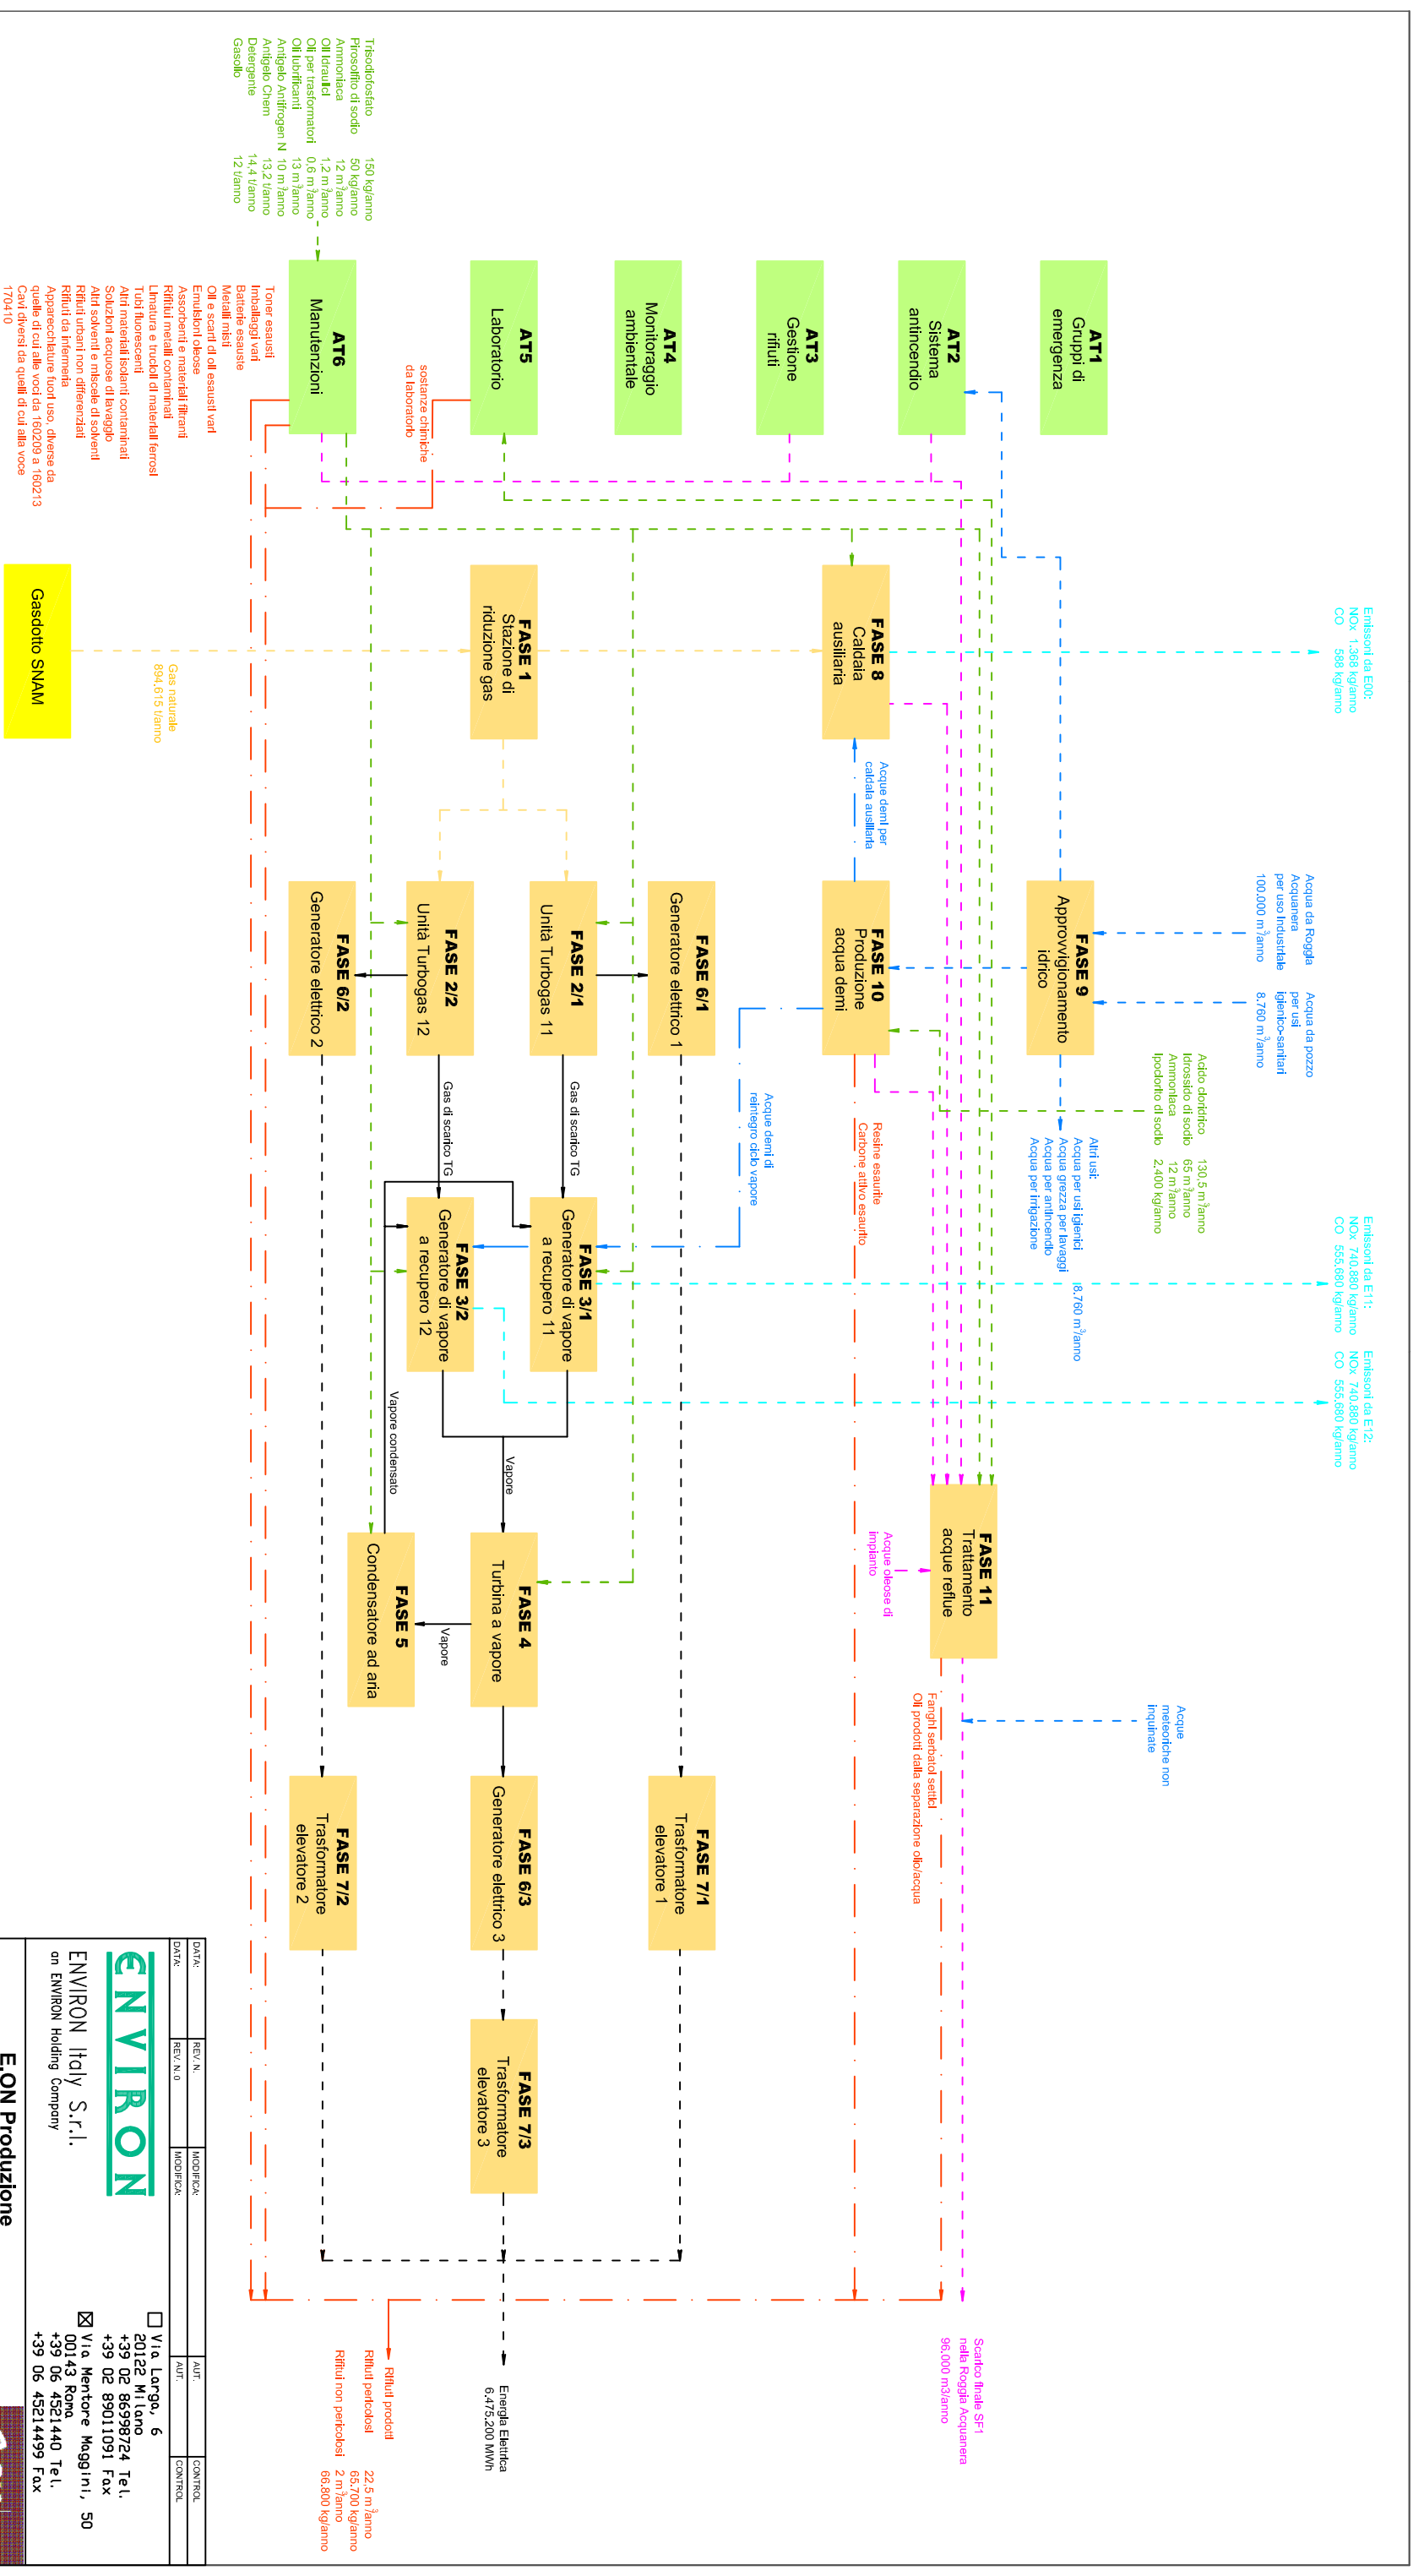 Emissoni da E00:
NOx 1.368 kg/anno
CO 588 kg/anno
Acqua da Roggia
Acquanera
per uso Industriale
100.000 m³/anno
Acqua da pozzo
per usi
igienico-sanitari
8.760 m³/anno
Emissoni da E11:
NOx 740.880 kg/anno
CO 555.680 kg/anno
Emissoni da E12:
NOx 740.880 kg/anno
CO 555.680 kg/anno
Acido cloridrico 130,5 m³/anno
Idrossido di sodio 65 m³/anno
Ammoniaca 12 m³/anno
Ipoclorito di sodio 2.400 kg/anno
Altri usi:
Acqua per usi igienici 8.760 m³/anno
Acqua grezza per lavaggi
Acqua per antincendio
Acqua per irrigazione
Acque
meteoriche non
inquinate
AT1
Gruppi di
emergenza
AT2
Sistema
antincendio
AT3
Gestione
rifiuti
AT4
Monitoraggio
ambientale
AT5
Laboratorio
AT6
Manutenzioni
FASE 9
Approvvigionamento
idrico
FASE 11
Trattamento
acque reflue
Acque oleose di
impianto
Fanghi serbatoi settici
Oli prodotti dalla separazione olio/acqua
Scarico finale SF1
nella Roggia Acquanera
96.000 m3/anno
FASE 8
Caldaia
ausiliaria
Acque demi per
caldaia ausiliaria
FASE 10
Produzione
acqua demi
Resine esaurite
Carbone attivo esaurito
Acque demi di
reintegro ciclo vapore
FASE 6/1
Generatore elettrico 1
FASE 7/1
Trasformatore
elevatore 1
FASE 1
Stazione di
riduzione gas
FASE 2/1
Unità Turbogas 11
Gas di scarico TG
FASE 3/1
Generatore di vapore
a recupero 11
FASE 2/2
Unità Turbogas 12
Gas di scarico TG
FASE 3/2
Generatore di vapore
a recupero 12
Vapore
FASE 4
Turbina a vapore
Vapore
FASE 5
Condensatore ad aria
Vapore condensato
FASE 6/3
Generatore elettrico 3
FASE 7/3
Trasformatore
elevatore 3
Energia Elettrica
6.475.200 MWh
FASE 6/2
Generatore elettrico 2
FASE 7/2
Trasformatore
elevatore 2
Rifiuti prodotti
Rifiuti pericolosi 22,5 m³/anno
65.700 kg/anno
Rifiuti non pericolosi 2 m³/anno
66.800 kg/anno
sostanze chimiche
da laboratorio
Trisodiofosfato 150 kg/anno
Pirosolfito di sodio 50 kg/anno
Ammoniaca 12 m³/anno
Oli Idraulici 1,2 m³/anno
Oli per trasformatori 0,6 m³/anno
Oli lubrificanti 13 m³/anno
Antigelo Antifrogen N 10 m³/anno
Antigelo Chem 13,2 t/anno
Detergente 14,4 t/anno
Gasolio 12 t/anno
Toner esausti
Imballaggi vari
Batterie esauste
Metalli misti
Oli e scarti di oli esausti vari
Emulsioni oleose
Assorbenti e materiali filtranti
Rifitiui metalli contaminati
Limatura e trucioli di materiali ferrosi
Tubi fluorescenti
Altri materiali isolanti contaminati
Soluzioni acquose di lavaggio
Altri solventi e miscele di solventi
Rifiuti urbani non differenziati
Rifiuti da infermeria
Apparecchiature fuori uso, diverse da
quelle di cui alle voci da 160209 a 160213
Cavi diversi da quelli di cui alla voce
170410
Gas naturale
894.615 t/anno
Gasdotto SNAM
DATA: REV. N. MODIFICA: AUT. CONTROL.
DATA: REV. N. 0 MODIFICA: AUT. CONTROL.
ENVIRON
ENVIRON Italy S.r.l.
an ENVIRON Holding Company
Via Largo, 6
20122 Milano
+39 02 86998724 Tel.
+39 02 89011091 Fax
Via Mentore Maggini, 50
00143 Roma
+39 06 4521440 Tel.
+39 06 45214499 Fax
E.ON Produzione